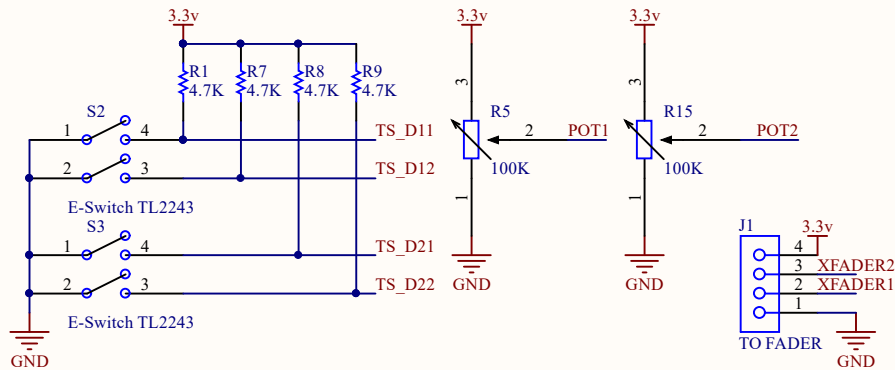 3.3v
3.3v
3.3v
R1
R7
R8
R9
4.7K
4.7K
4.7K
4.7K
S2
1
4
TS_D11
2
3
TS_D12
E-Switch TL2243
S3
1
4
TS_D21
2
3
TS_D22
E-Switch TL2243
GND
3
R5
2
POT1
100K
1
GND
3
R15
2
POT2
100K
1
GND
J1
3.3v
4
3
XFADER2
2
XFADER1
1
TO FADER
GND